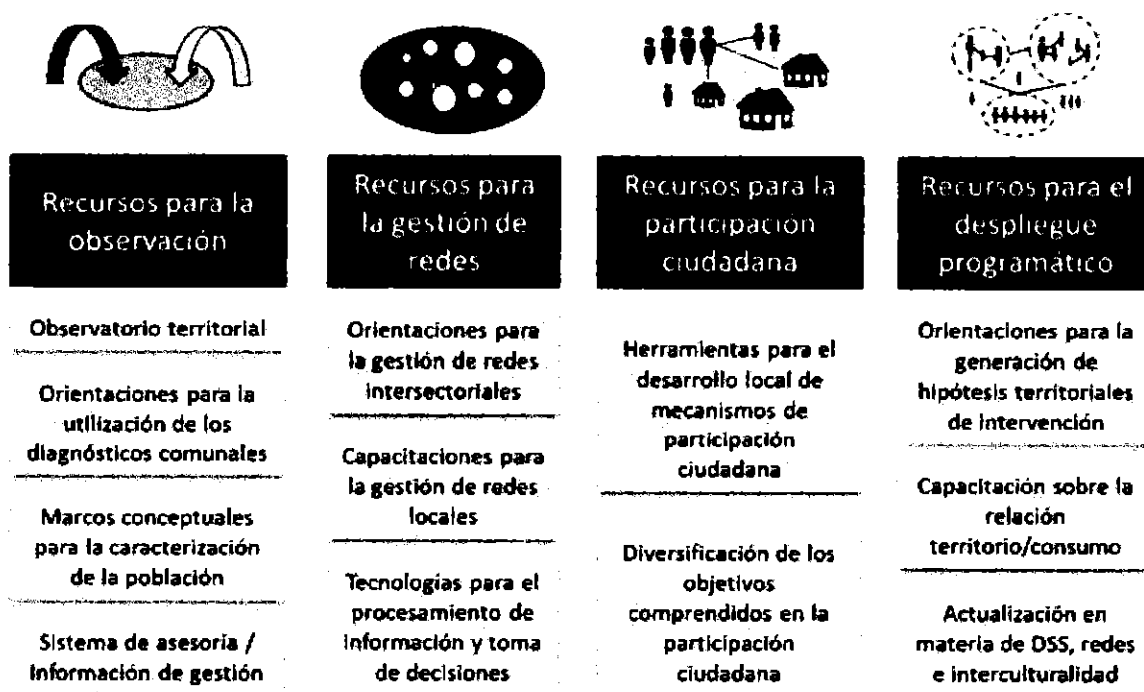 Recursos para la
observación
Observatorio territorial
Orientaciones para la
utilización de los
diagnósticos comunales
Marcos conceptuales
para la caracterización
de la población
Sistema de asesoría /
Información de gestión
Recursos para
la gestión de
redes
Orientaciones para
la gestión de redes
intersectoriales
Capacitaciones para
la gestión de redes
locales
Tecnologías para el
procesamiento de
información y toma
de decisiones
Recursos para la
participación
ciudadana
Herramientas para el
desarrollo local de
mecanismos de
participación
ciudadana
Diversificación de los
objetivos
comprendidos en la
participación
ciudadana
Recursos para el
despliegue
programático
Orientaciones para la
generación de
hipótesis territoriales
de intervención
Capacitación sobre la
relación
territorio/consumo
Actualización en
materia de DSS, redes
e interculturalidad